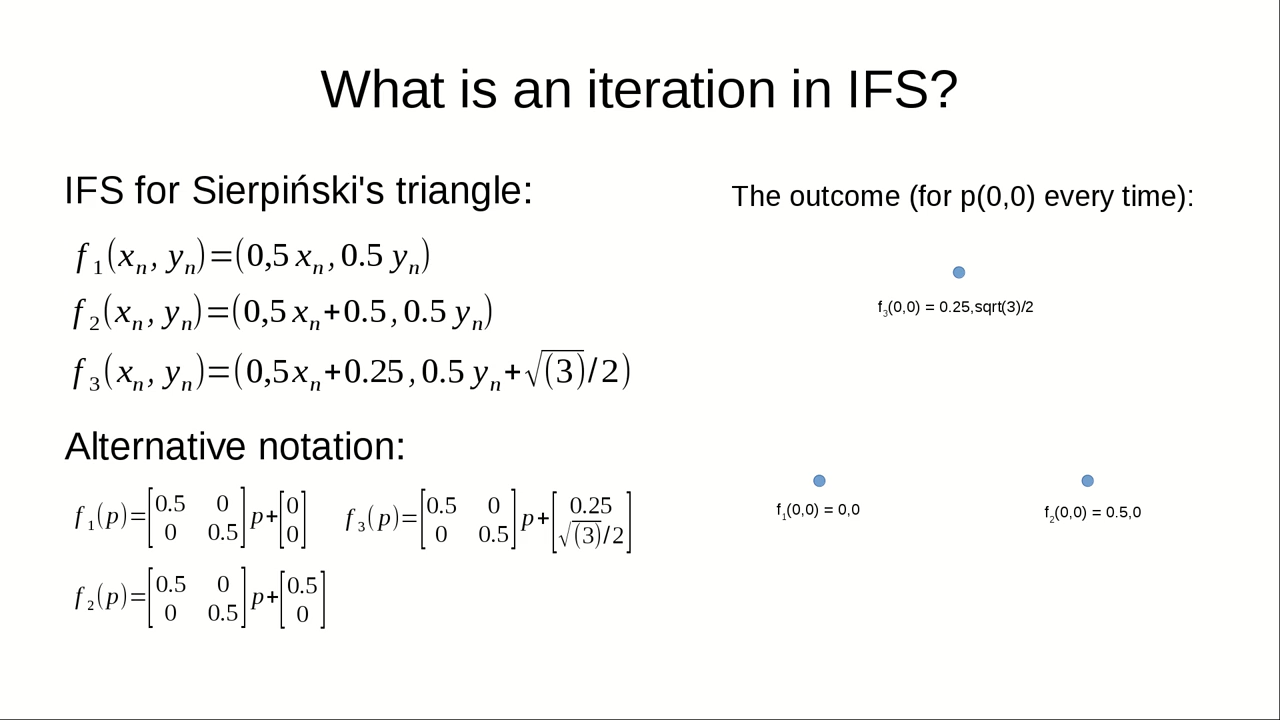 What is an iteration in IFS?
IFS for Sierpiński's triangle:
f₁(xₙ, yₙ)=(0,5 xₙ, 0.5 yₙ)
f₂(xₙ, yₙ)=(0,5 xₙ+0.5, 0.5 yₙ)
f₃(xₙ, yₙ)=(0,5 xₙ+0.25, 0.5 yₙ+√(3)/2)
Alternative notation:
f₁(p)=[0.5 0; 0 0.5]p+[0; 0]
f₃(p)=[0.5 0; 0 0.5]p+[0.25; √(3)/2]
f₂(p)=[0.5 0; 0 0.5]p+[0.5; 0]
The outcome (for p(0,0) every time):
f₃(0,0) = 0.25,sqrt(3)/2
f₁(0,0) = 0,0
f₂(0,0) = 0.5,0